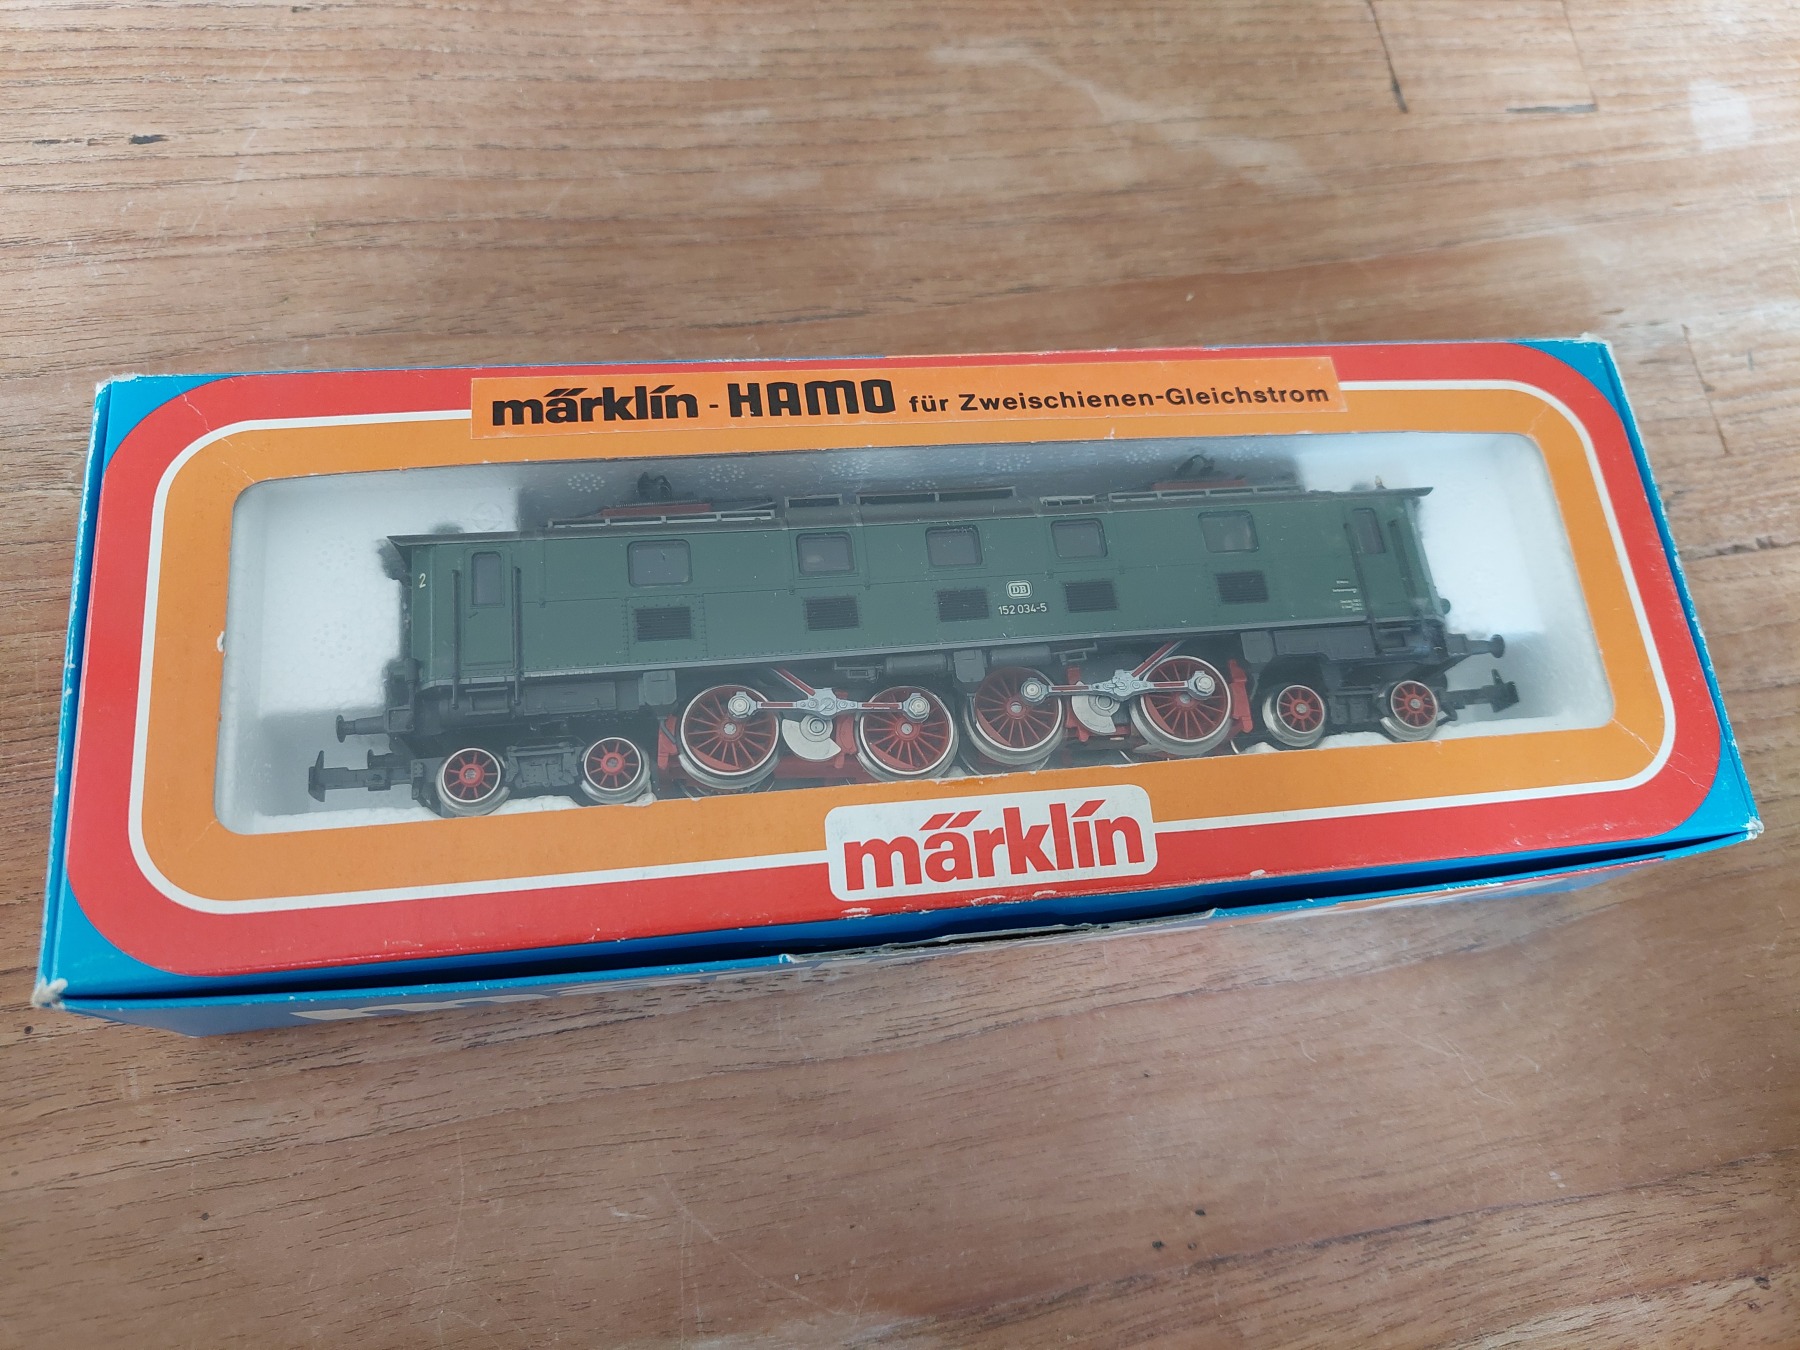 märklin - HAMO für Zweischienen-Gleichstrom
2
DB
152 034-5
märklin